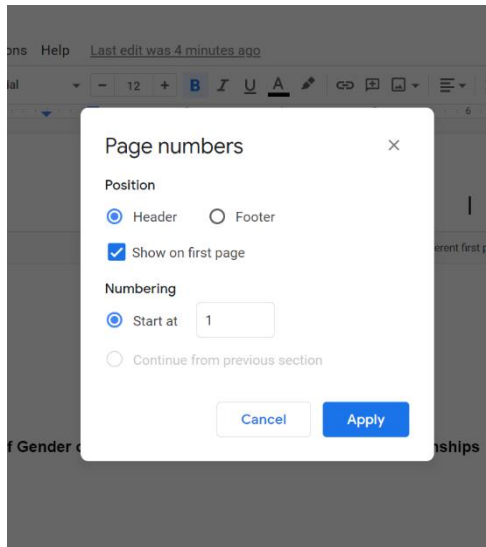 ons Help Last edit was 4 minutes ago
ial - 12 + B I U A
6
Page numbers
Position
Header Footer
erent first p
Show on first page
Numbering
Start at 1
Continue from previous section
Cancel Apply
f Gender o nships